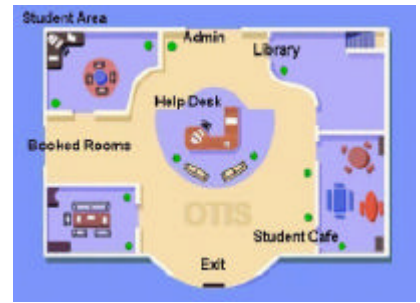 Student Area
Admin
Library
Help Desk
Booked Rooms
OTIS
Student Cafe
Exit